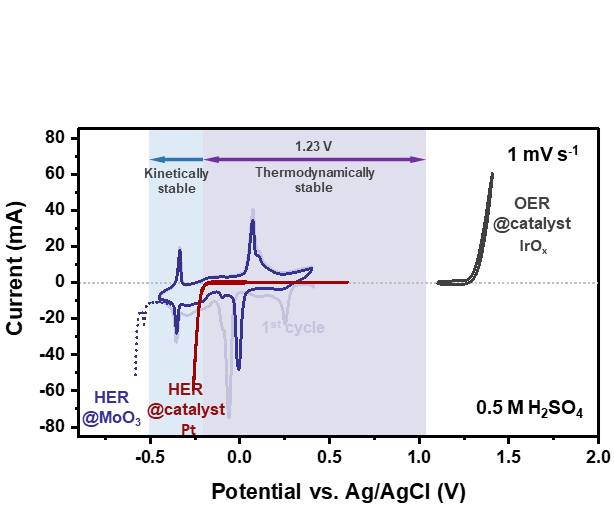 80
60
40
20
0
-20
-40
-60
-80
Current (mA)
1.23 V
Kinetically
stable
Thermodynamically
stable
1 mV s⁻¹
OER
@catalyst
IrOₓ
1ˢᵗ cycle
HER
@MoO₃
HER
@catalyst
Pt
0.5 M H₂SO₄
-0.5
0.0
0.5
1.0
1.5
2.0
Potential vs. Ag/AgCl (V)